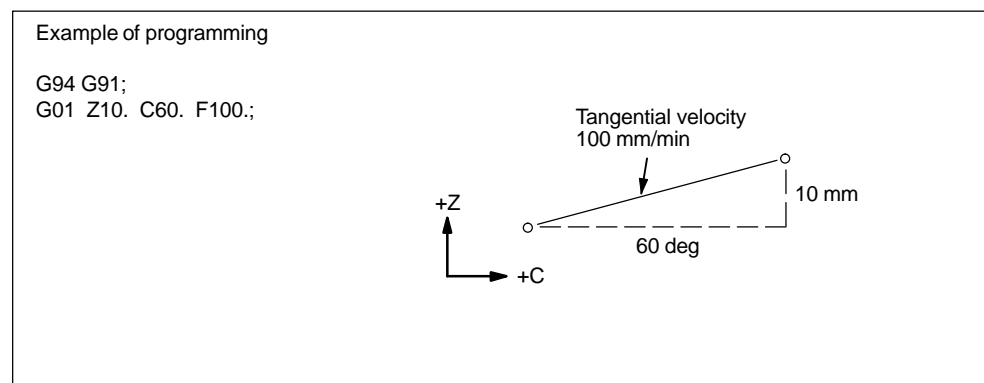 Example of programming
G94 G91;
G01 Z10. C60. F100.;
Tangential velocity
100 mm/min
+Z
10 mm
60 deg
+C